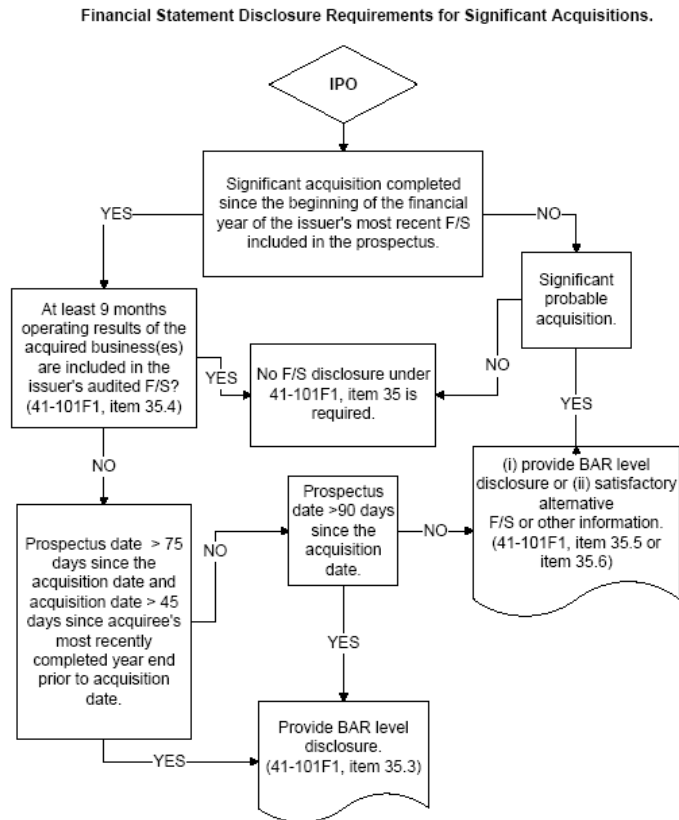 Financial Statement Disclosure Requirements for Significant Acquisitions.
IPO
Significant acquisition completed
since the beginning of the financial
year of the issuer's most recent F/S
included in the prospectus.
YES
NO
At least 9 months
operating results of the
acquired business(es)
are included in the
issuer's audited F/S?
(41-101F1, item 35.4)
Significant
probable
acquisition.
YES
NO
No F/S disclosure under
41-101F1, item 35 is
required.
YES
NO
(i) provide BAR level
disclosure or (ii) satisfactory
alternative
F/S or other information.
(41-101F1, item 35.5 or
item 35.6)
Prospectus
date >90 days
since the
acquisition
date.
NO
NO
Prospectus date > 75
days since the
acquisition date and
acquisition date > 45
days since acquiree's
most recently
completed year end
prior to acquisition
date.
YES
Provide BAR level
disclosure.
(41-101F1, item 35.3)
YES